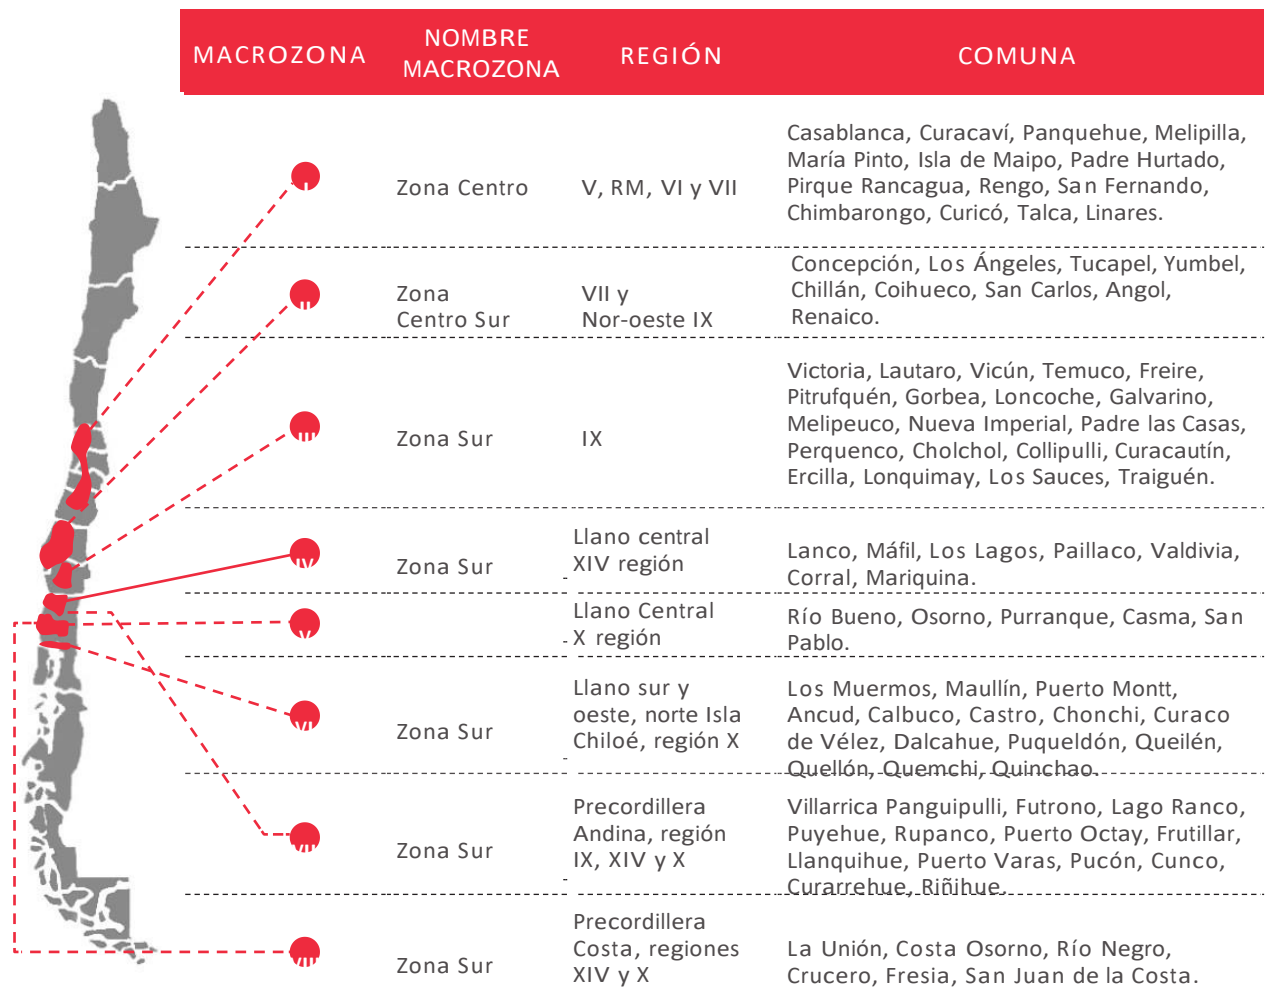 MACROZONA
NOMBRE
MACROZONA
REGIÓN
COMUNA
I
Zona Centro
V, RM, VI y VII
Casablanca, Curacaví, Panquehue, Melipilla,
María Pinto, Isla de Maipo, Padre Hurtado,
Pirque Rancagua, Rengo, San Fernando,
Chimbarongo, Curicó, Talca, Linares.
II
Zona
Centro Sur
VII y
Nor-oeste IX
Concepción, Los Ángeles, Tucapel, Yumbel,
Chillán, Coihueco, San Carlos, Angol,
Renaico.
III
Zona Sur
IX
Victoria, Lautaro, Vicún, Temuco, Freire,
Pitrufquén, Gorbea, Loncoche, Galvarino,
Melipeuco, Nueva Imperial, Padre las Casas,
Perquenco, Cholchol, Collipulli, Curacautín,
Ercilla, Lonquimay, Los Sauces, Traiguén.
IV
Zona Sur
Llano central
XIV región
Lanco, Máfil, Los Lagos, Paillaco, Valdivia,
Corral, Mariquina.
V
Llano Central
X región
Río Bueno, Osorno, Purranque, Casma, San
Pablo.
VI
Zona Sur
Llano sur y
oeste, norte Isla
Chiloé, región X
Los Muermos, Maullín, Puerto Montt,
Ancud, Calbuco, Castro, Chonchi, Curaco
de Vélez, Dalcahue, Puqueldón, Queilén,
Quellón, Quemchi, Quinchao.
VII
Zona Sur
Precordillera
Andina, región
IX, XIV y X
Villarrica Panguipulli, Futrono, Lago Ranco,
Puyehue, Rupanco, Puerto Octay, Frutillar,
Llanquihue, Puerto Varas, Pucón, Cunco,
Curarrehue, Riñihue.
VIII
Zona Sur
Precordillera
Costa, regiones
XIV y X
La Unión, Costa Osorno, Río Negro,
Crucero, Fresia, San Juan de la Costa.